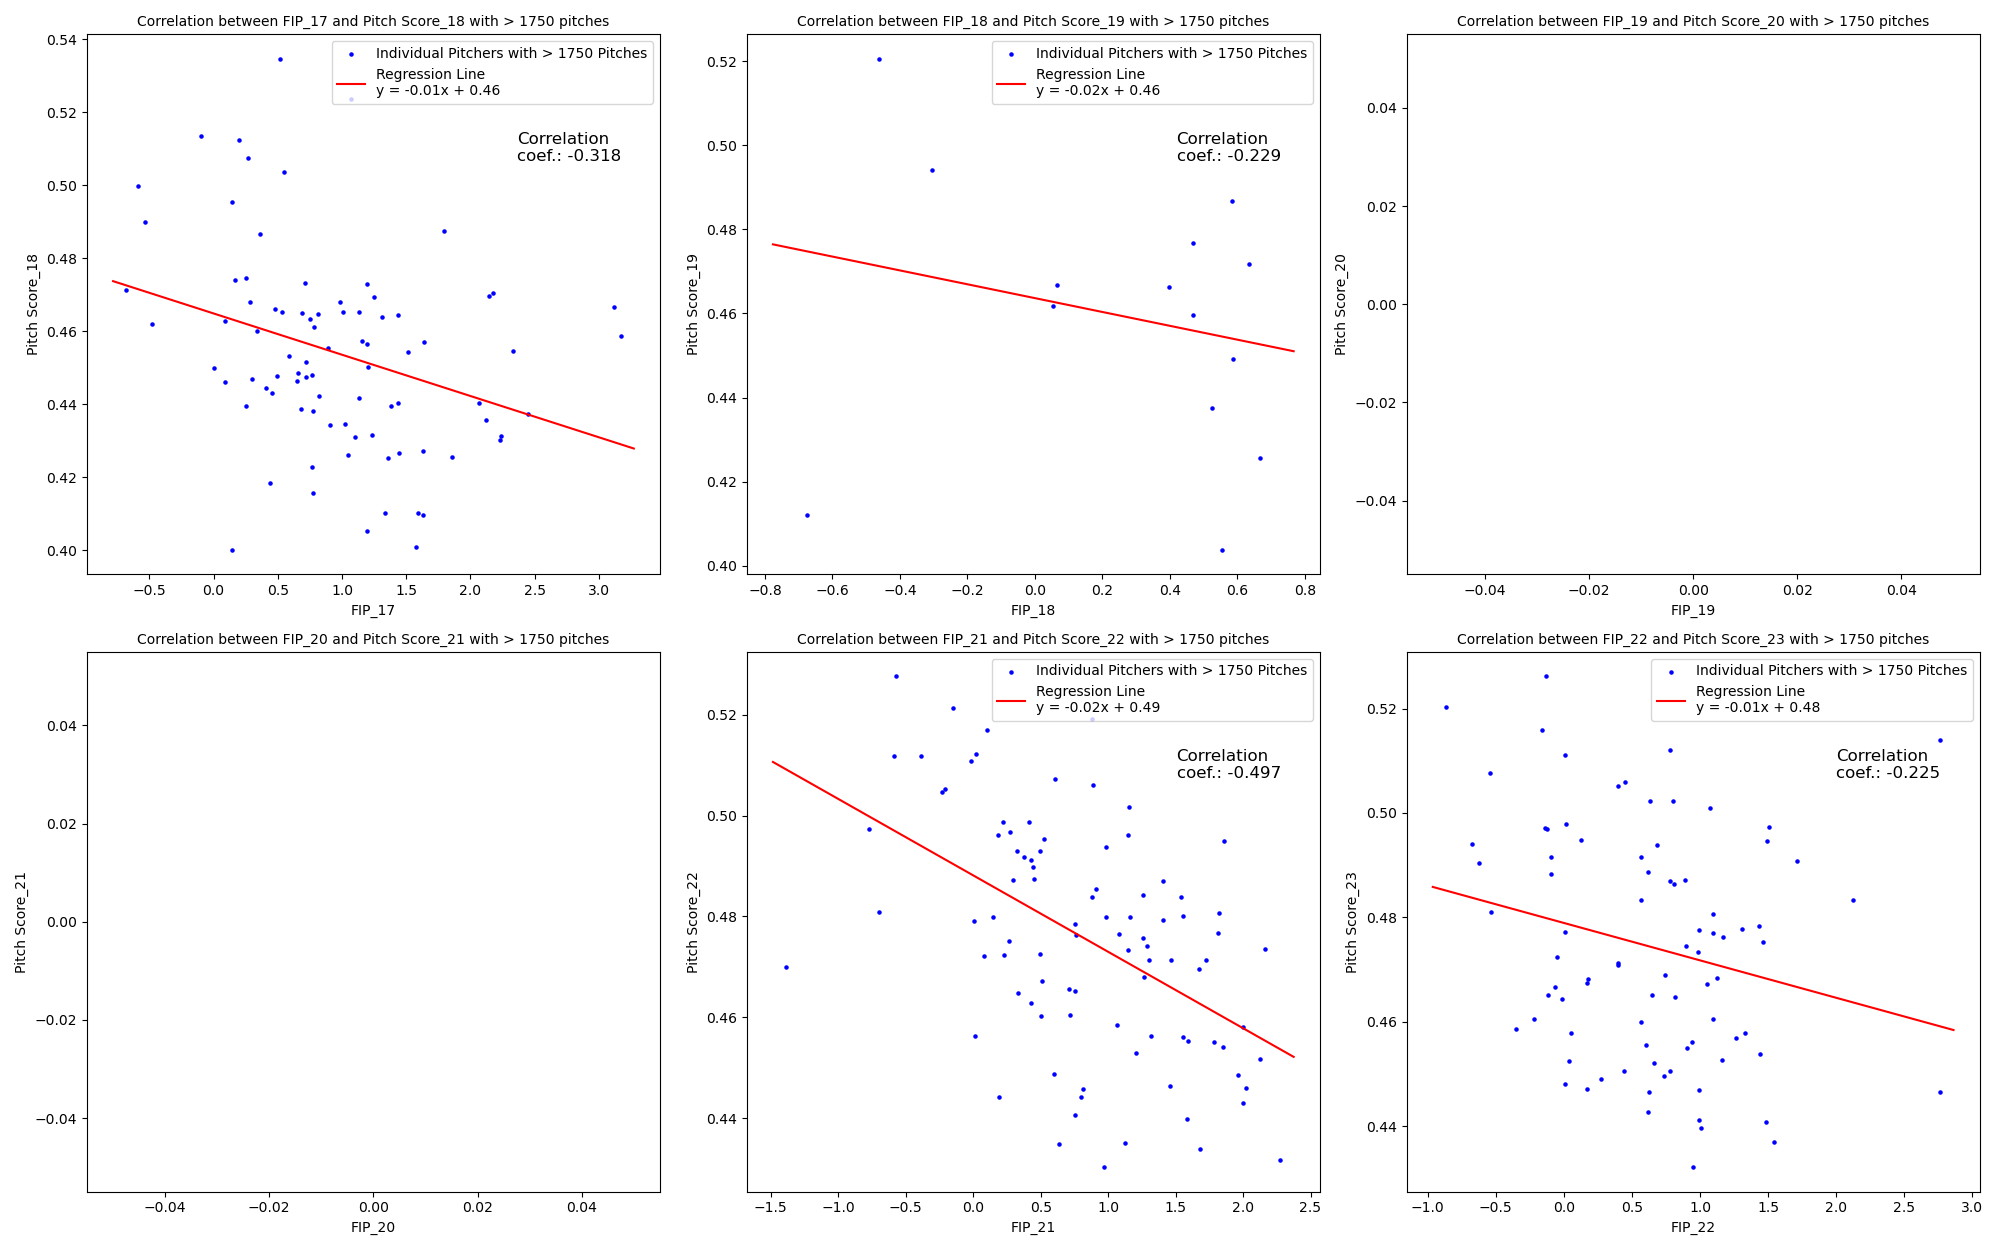 Correlation between FIP_17 and Pitch Score_18 with > 1750 pitches
Individual Pitchers with > 1750 Pitches
Regression Line
y = -0.01x + 0.46
Correlation
coef.: -0.318
0.54
0.52
0.50
0.48
0.46
0.44
0.42
0.40
Pitch Score_18
−0.5 0.0 0.5 1.0 1.5 2.0 2.5 3.0
FIP_17
Correlation between FIP_18 and Pitch Score_19 with > 1750 pitches
Individual Pitchers with > 1750 Pitches
Regression Line
y = -0.02x + 0.46
Correlation
coef.: -0.229
0.52
0.50
0.48
0.46
0.44
0.42
0.40
Pitch Score_19
−0.8 −0.6 −0.4 −0.2 0.0 0.2 0.4 0.6 0.8
FIP_18
Correlation between FIP_19 and Pitch Score_20 with > 1750 pitches
0.04
0.02
0.00
−0.02
−0.04
Pitch Score_20
−0.04 −0.02 0.00 0.02 0.04
FIP_19
Correlation between FIP_20 and Pitch Score_21 with > 1750 pitches
0.04
0.02
0.00
−0.02
−0.04
Pitch Score_21
−0.04 −0.02 0.00 0.02 0.04
FIP_20
Correlation between FIP_21 and Pitch Score_22 with > 1750 pitches
Individual Pitchers with > 1750 Pitches
Regression Line
y = -0.02x + 0.49
Correlation
coef.: -0.497
0.52
0.50
0.48
0.46
0.44
Pitch Score_22
−1.5 −1.0 −0.5 0.0 0.5 1.0 1.5 2.0 2.5
FIP_21
Correlation between FIP_22 and Pitch Score_23 with > 1750 pitches
Individual Pitchers with > 1750 Pitches
Regression Line
y = -0.01x + 0.48
Correlation
coef.: -0.225
0.52
0.50
0.48
0.46
0.44
Pitch Score_23
−1.0 −0.5 0.0 0.5 1.0 1.5 2.0 2.5 3.0
FIP_22